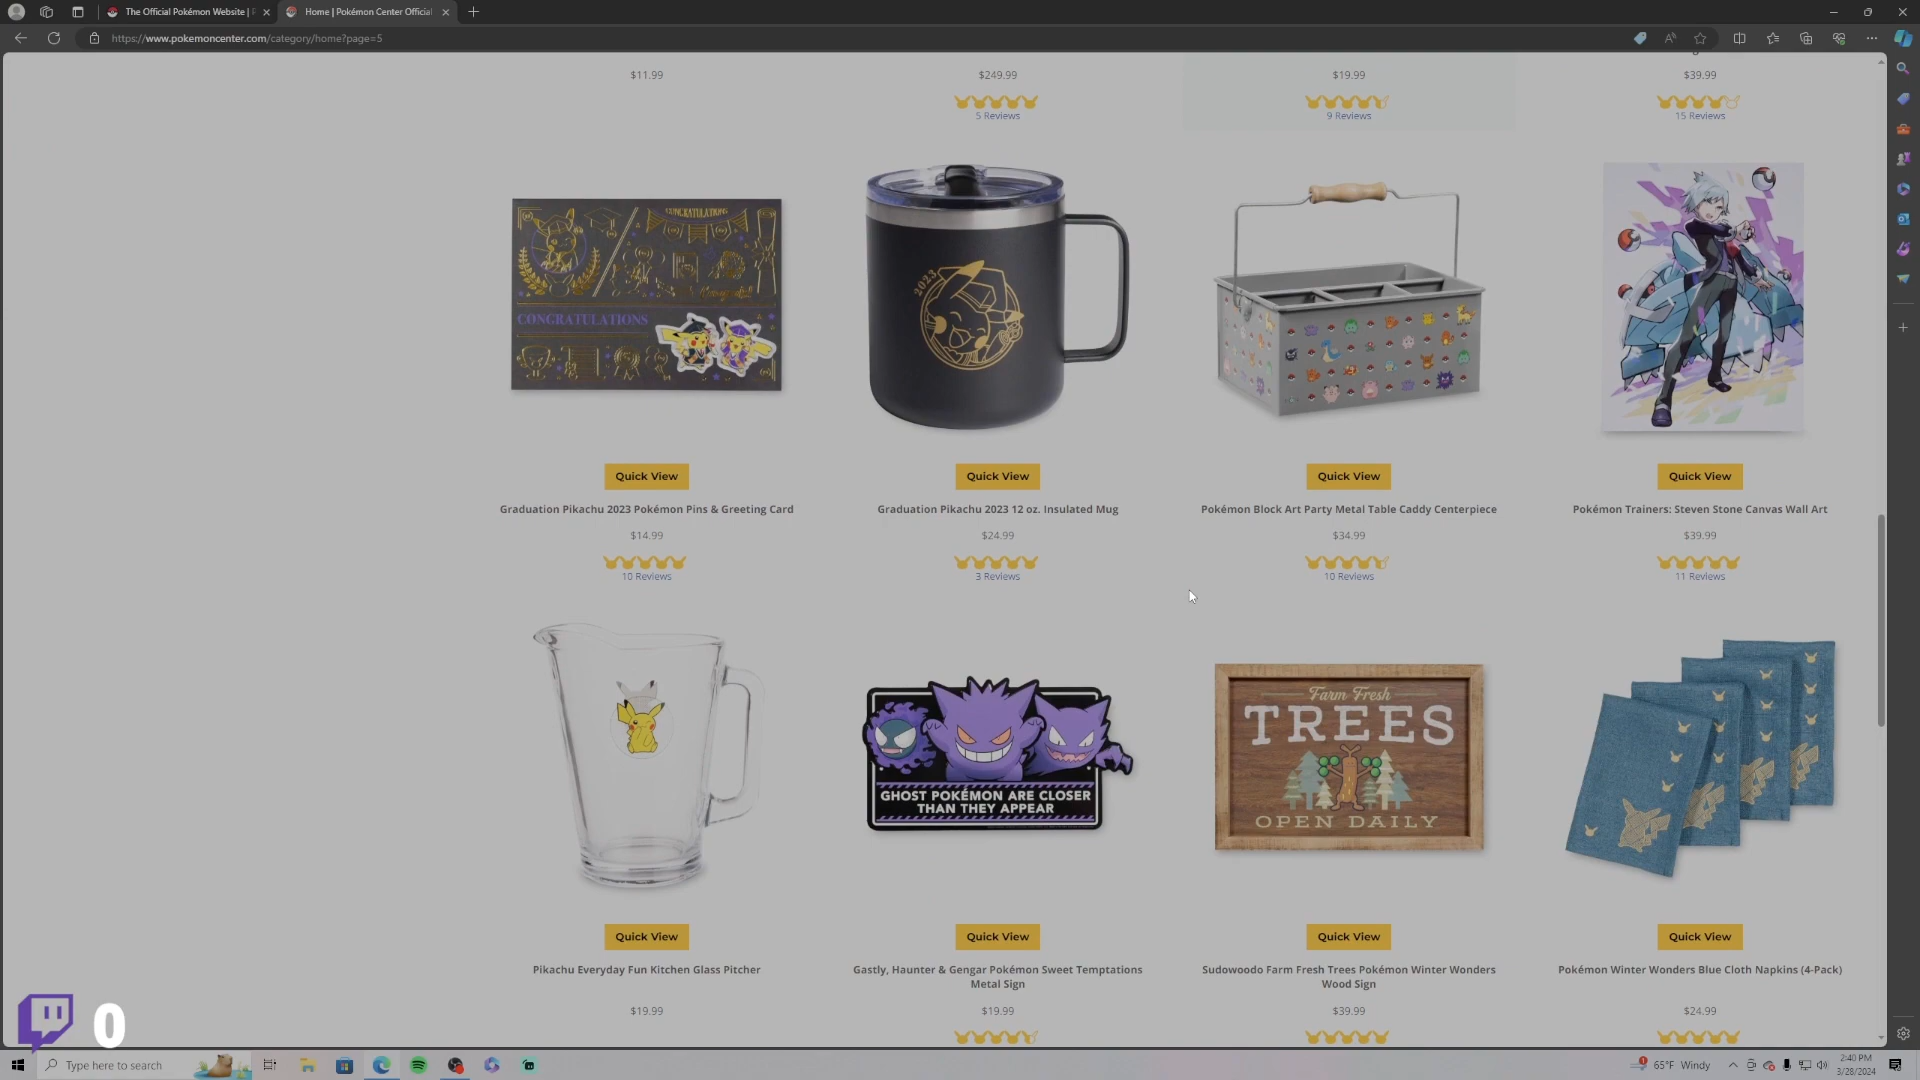 The Official Pokémon Website |
Home | Pokémon Center Official
https://www.pokemoncenter.com/category/home?page=5
$11.99
$249.99
$19.99
$39.99
5 Reviews
9 Reviews
15 Reviews
CONGRATULATIONS
CONGRATULATIONS
2023
Quick View
Quick View
Quick View
Quick View
Graduation Pikachu 2023 Pokémon Pins & Greeting Card
Graduation Pikachu 2023 12 oz. Insulated Mug
Pokémon Block Art Party Metal Table Caddy Centerpiece
Pokémon Trainers: Steven Stone Canvas Wall Art
$14.99
$24.99
$34.99
$39.99
10 Reviews
3 Reviews
10 Reviews
11 Reviews
GHOST POKÉMON ARE CLOSER
THAN THEY APPEAR
Farm Fresh
TREES
OPEN DAILY
Quick View
Quick View
Quick View
Quick View
Pikachu Everyday Fun Kitchen Glass Pitcher
Gastly, Haunter & Gengar Pokémon Sweet Temptations
Metal Sign
Sudowoodo Farm Fresh Trees Pokémon Winter Wonders
Wood Sign
Pokémon Winter Wonders Blue Cloth Napkins (4-Pack)
$19.99
$19.99
$39.99
$24.99
0
Type here to search
1
65°F Windy
2:40 PM
3/28/2024